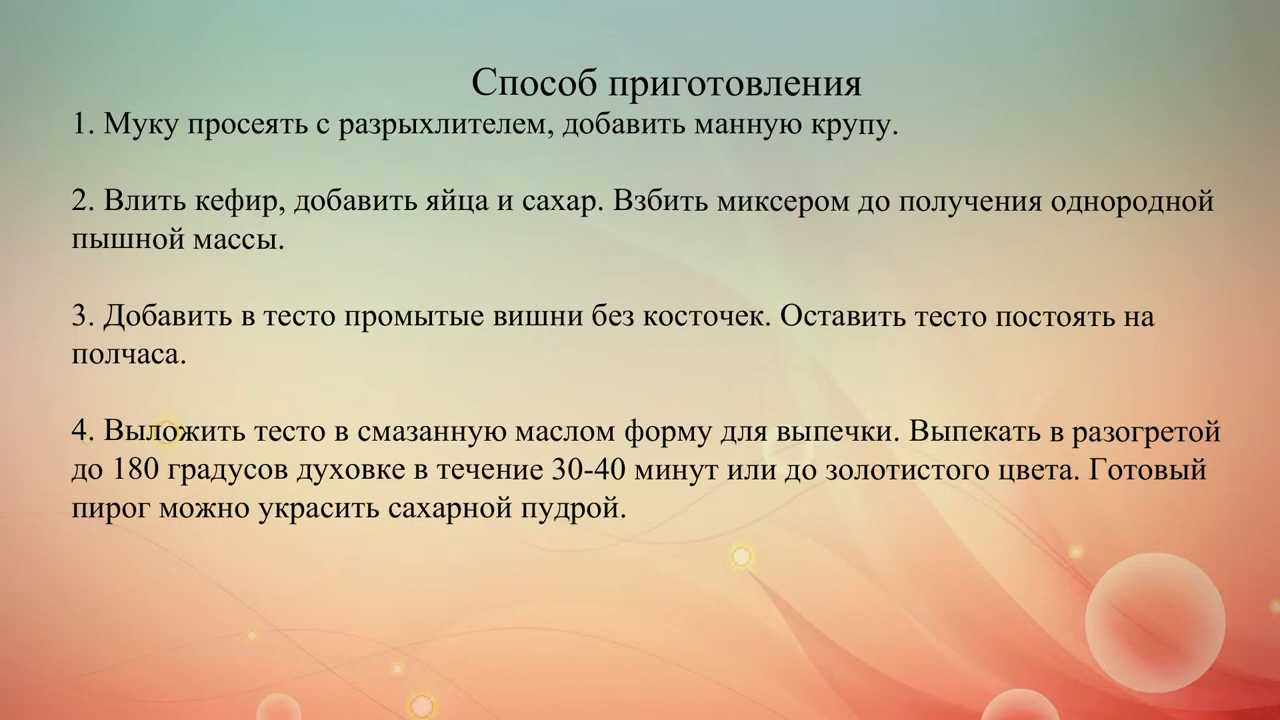 Способ приготовления
1. Муку просеять с разрыхлителем, добавить манную крупу.
2. Влить кефир, добавить яйца и сахар. Взбить миксером до получения однородной
пышной массы.
3. Добавить в тесто промытые вишни без косточек. Оставить тесто постоять на
полчаса.
4. Выложить тесто в смазанную маслом форму для выпечки. Выпекать в разогретой
до 180 градусов духовке в течение 30-40 минут или до золотистого цвета. Готовый
пирог можно украсить сахарной пудрой.